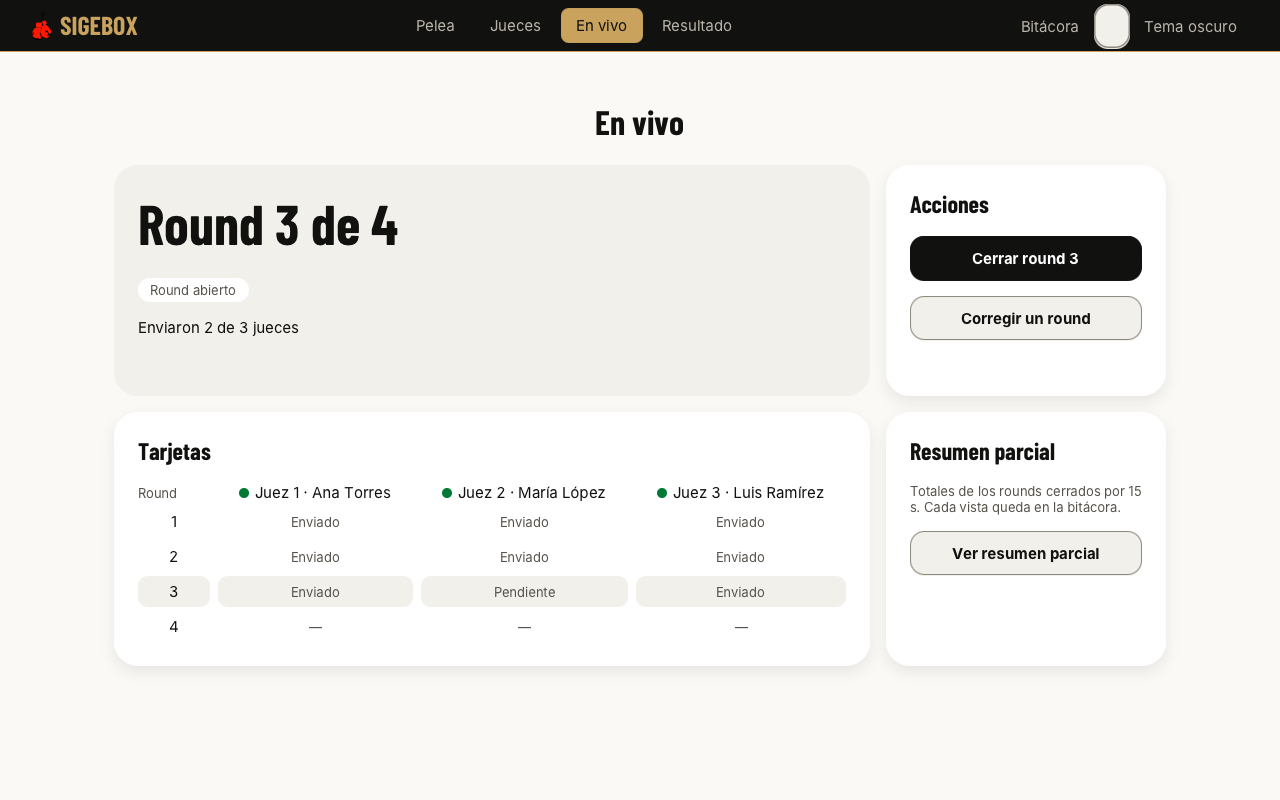 SIGEBOX
Pelea Jueces En vivo Resultado
Bitácora Tema oscuro
En vivo
Round 3 de 4
Round abierto
Enviaron 2 de 3 jueces
Acciones
Cerrar round 3
Corregir un round
Tarjetas
Round Juez 1 · Ana Torres Juez 2 · María López Juez 3 · Luis Ramírez
1 Enviado Enviado Enviado
2 Enviado Enviado Enviado
3 Enviado Pendiente Enviado
4 — — —
Resumen parcial
Totales de los rounds cerrados por 15
s. Cada vista queda en la bitácora.
Ver resumen parcial